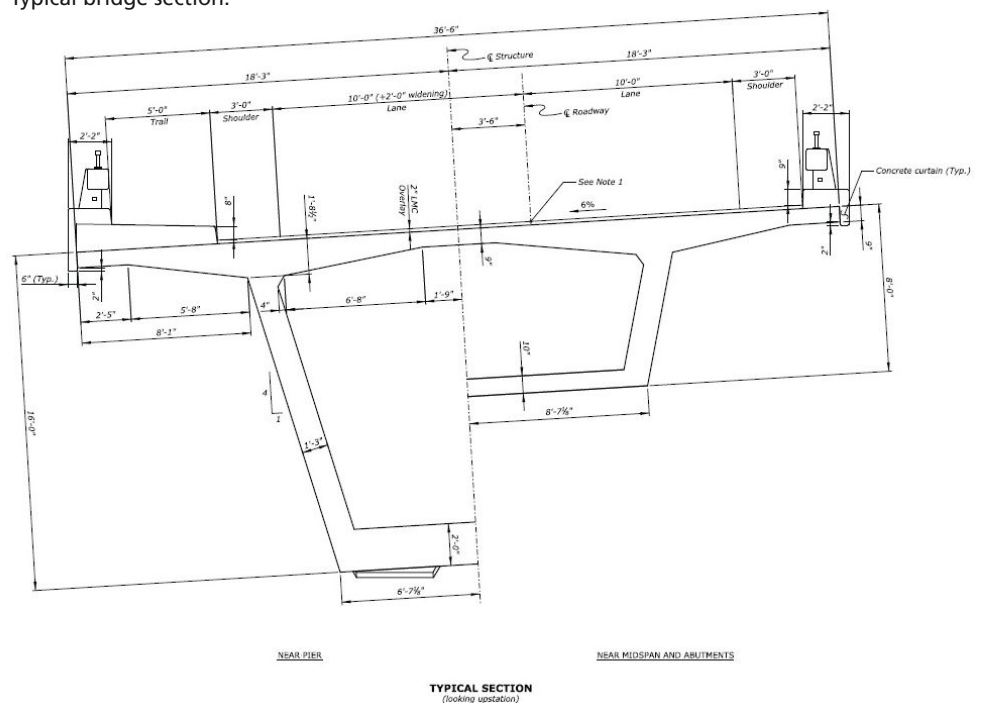 Typical bridge section.
36'-6"
℄ Structure
18'-3"
18'-3"
5'-0"
Trail
3'-0"
Shoulder
10'-0" (+2'-0" widening)
Lane
10'-0"
Lane
3'-0"
Shoulder
2'-2"
2'-2"
℄ Roadway
3'-6"
See Note 1
6%
Concrete curtain (Typ.)
8"
1'-8½"
2" LMC
Overlay
9"
2"
9"
6" (Typ.)
2"
2'-5"
5'-8"
8'-1"
4"
6'-8"
1'-9"
8'-0"
10"
8'-7⅞"
16'-0"
4
1
1'-3"
2'-0"
6'-7⅞"
NEAR PIER
NEAR MIDSPAN AND ABUTMENTS
TYPICAL SECTION
(looking upstation)